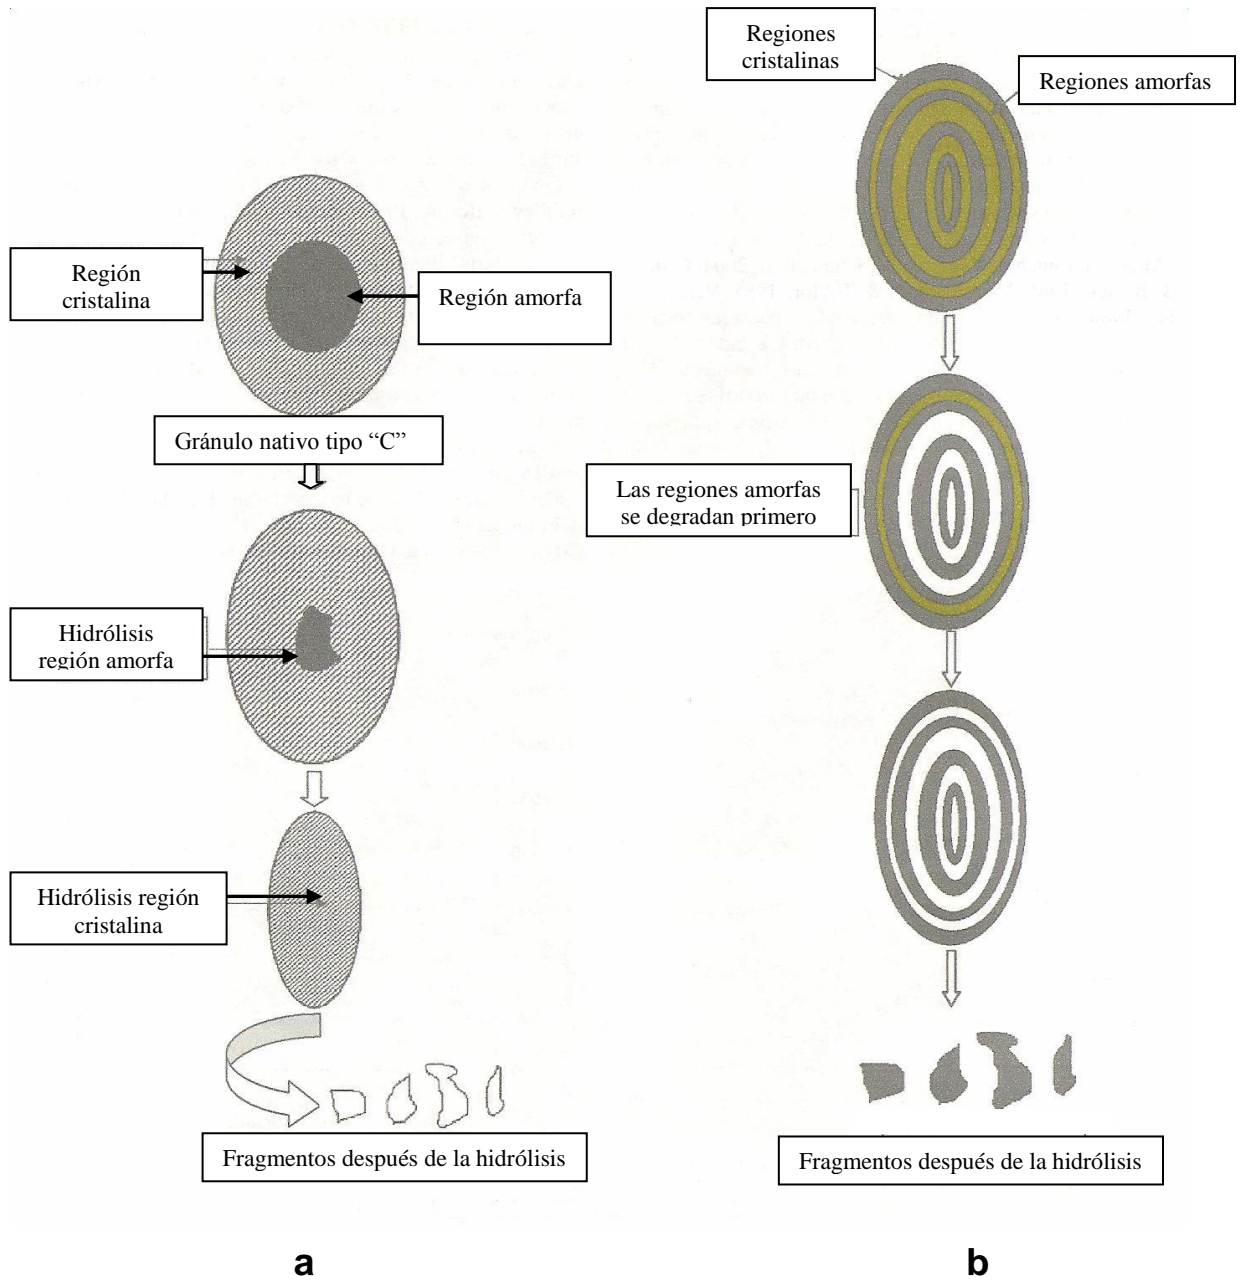 Regiones
cristalinas
Regiones amorfas
Región
cristalina
Región amorfa
Gránulo nativo tipo “C”
Las regiones amorfas
se degradan primero
Hidrólisis
región amorfa
Hidrólisis región
cristalina
Fragmentos después de la hidrólisis
Fragmentos después de la hidrólisis
a
b